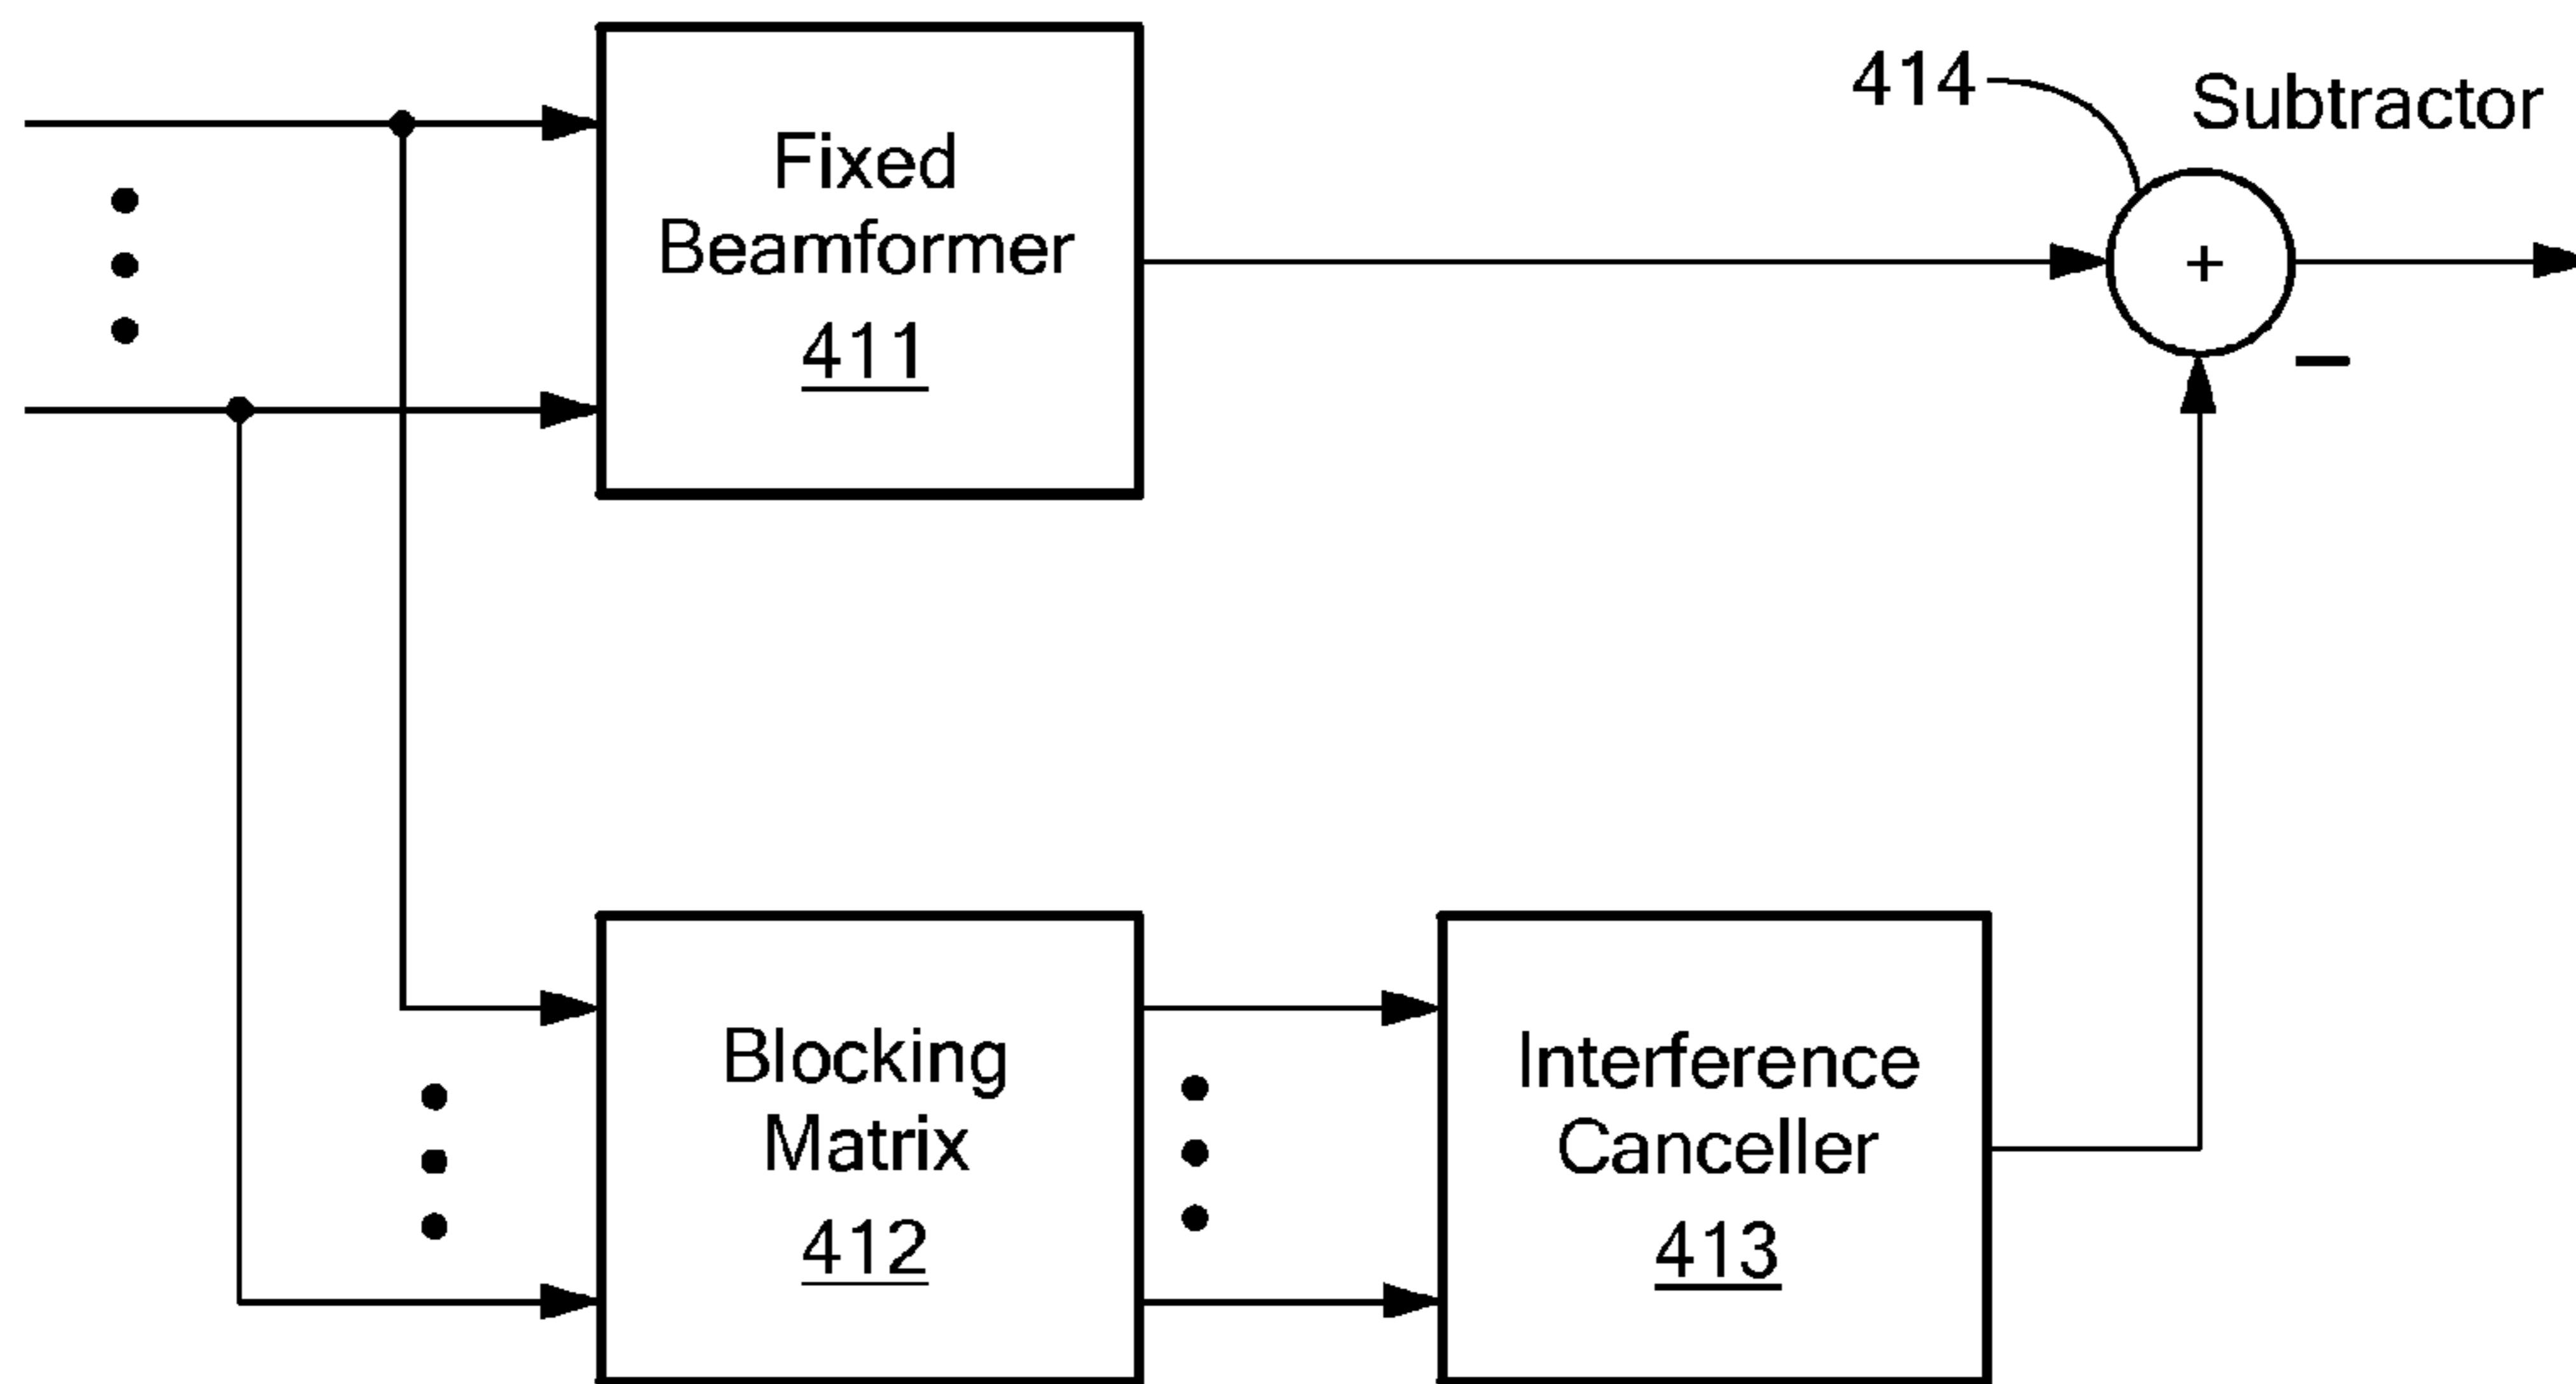 Fixed
Beamformer
411
414
Subtractor
+
−
Blocking
Matrix
412
Interference
Canceller
413